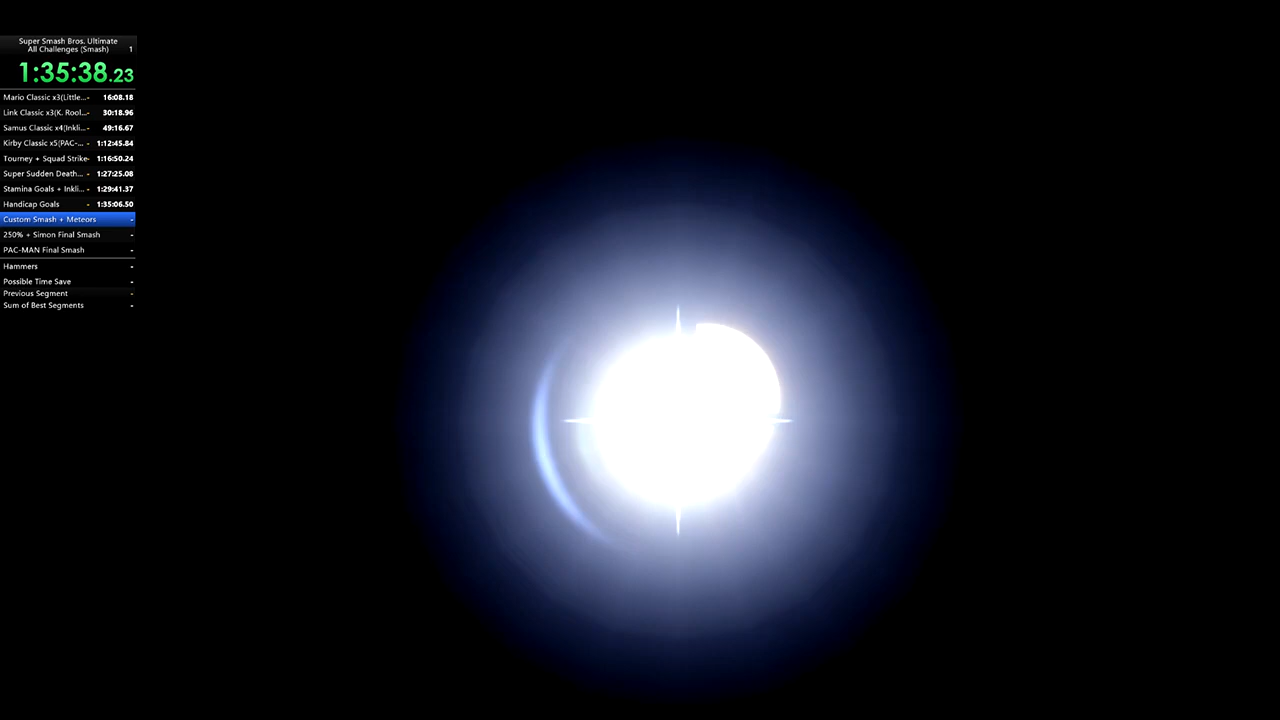 Super Smash Bros. Ultimate
All Challenges (Smash) 1
1:35:38.23
Mario Classic x3(Little... - 16:08.18
Link Classic x3(K. Rool... - 30:18.96
Samus Classic x4(Inkli... - 49:16.67
Kirby Classic x5(PAC-... - 1:12:45.84
Tourney + Squad Strike - 1:16:50.24
Super Sudden Death... - 1:27:25.08
Stamina Goals + Inkli... - 1:29:41.37
Handicap Goals - 1:35:06.50
Custom Smash + Meteors -
250% + Simon Final Smash -
PAC-MAN Final Smash -
Hammers -
Possible Time Save -
Previous Segment -
Sum of Best Segments -